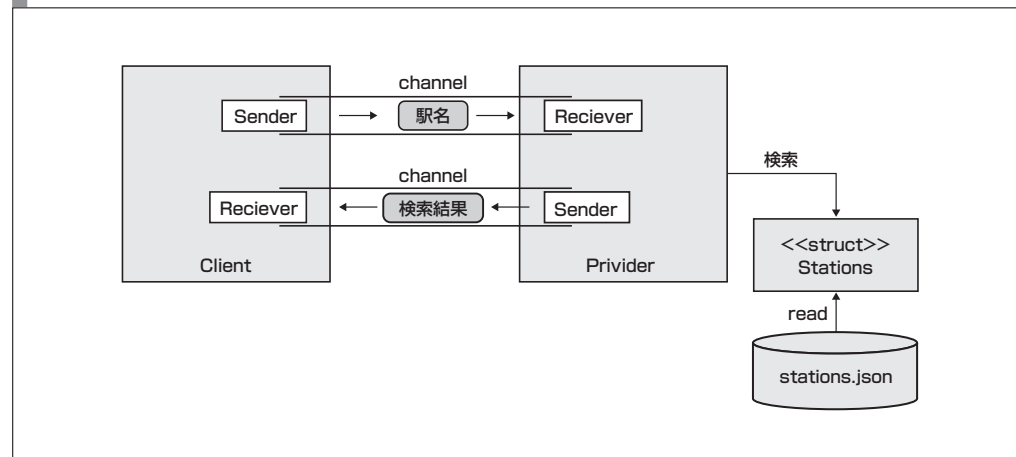 channel
Sender
駅名
Reciever
検索
channel
Reciever
検索結果
Sender
<<struct>>
Stations
Client
Privider
read
stations.json